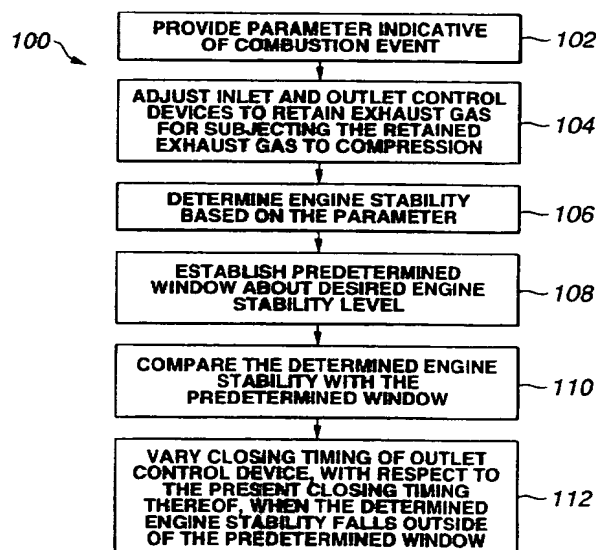 100
PROVIDE PARAMETER INDICATIVE
OF COMBUSTION EVENT
102
ADJUST INLET AND OUTLET CONTROL
DEVICES TO RETAIN EXHAUST GAS
FOR SUBJECTING THE RETAINED
EXHAUST GAS TO COMPRESSION
104
DETERMINE ENGINE STABILITY
BASED ON THE PARAMETER
106
ESTABLISH PREDETERMINED
WINDOW ABOUT DESIRED ENGINE
STABILITY LEVEL
108
COMPARE THE DETERMINED ENGINE
STABILITY WITH THE
PREDETERMINED WINDOW
110
VARY CLOSING TIMING OF OUTLET
CONTROL DEVICE, WITH RESPECT TO
THE PRESENT CLOSING TIMING
THEREOF, WHEN THE DETERMINED
ENGINE STABILITY FALLS OUTSIDE
OF THE PREDETERMINED WINDOW
112